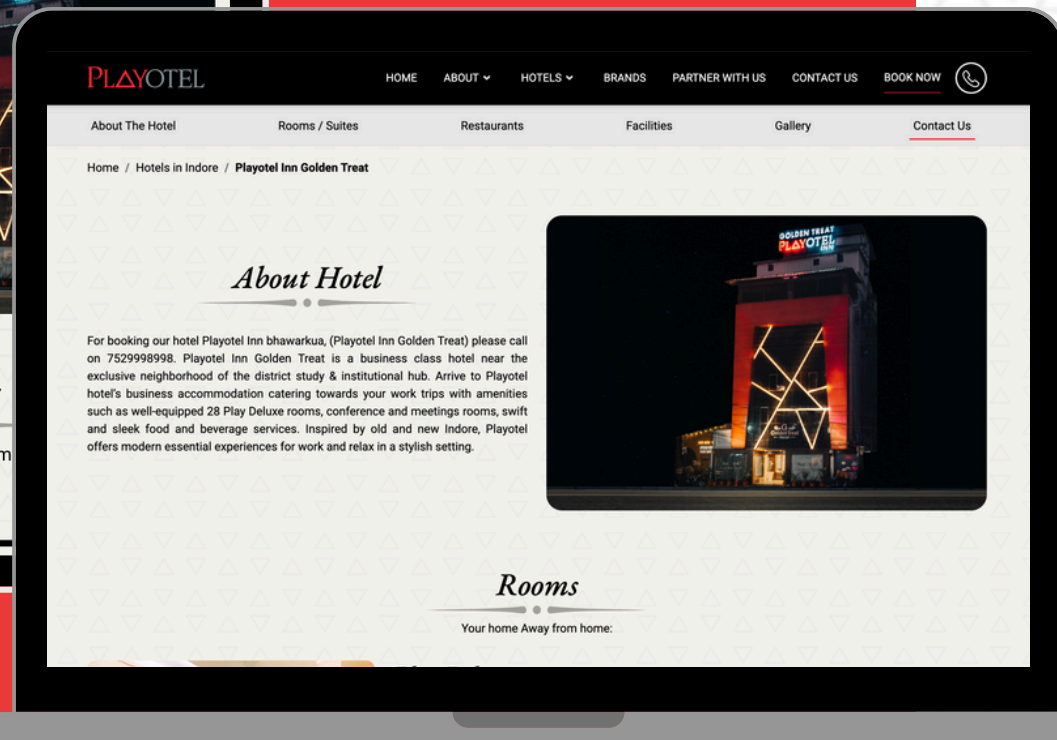 PLAYOTEL
HOME ABOUT HOTELS BRANDS PARTNER WITH US CONTACT US BOOK NOW
About The Hotel Rooms / Suites Restaurants Facilities Gallery Contact Us
Home / Hotels in Indore / Playotel Inn Golden Treat
GOLDEN TREAT
PLAYOTEL
INN
About Hotel
For booking our hotel Playotel Inn bhawarkua, (Playotel Inn Golden Treat) please call
on 7529998998. Playotel Inn Golden Treat is a business class hotel near the
exclusive neighborhood of the district study & institutional hub. Arrive to Playotel
hotel's business accommodation catering towards your work trips with amenities
such as well-equipped 28 Play Deluxe rooms, conference and meetings rooms, swift
and sleek food and beverage services. Inspired by old and new Indore, Playotel
offers modern essential experiences for work and relax in a stylish setting.
Rooms
Your home Away from home: